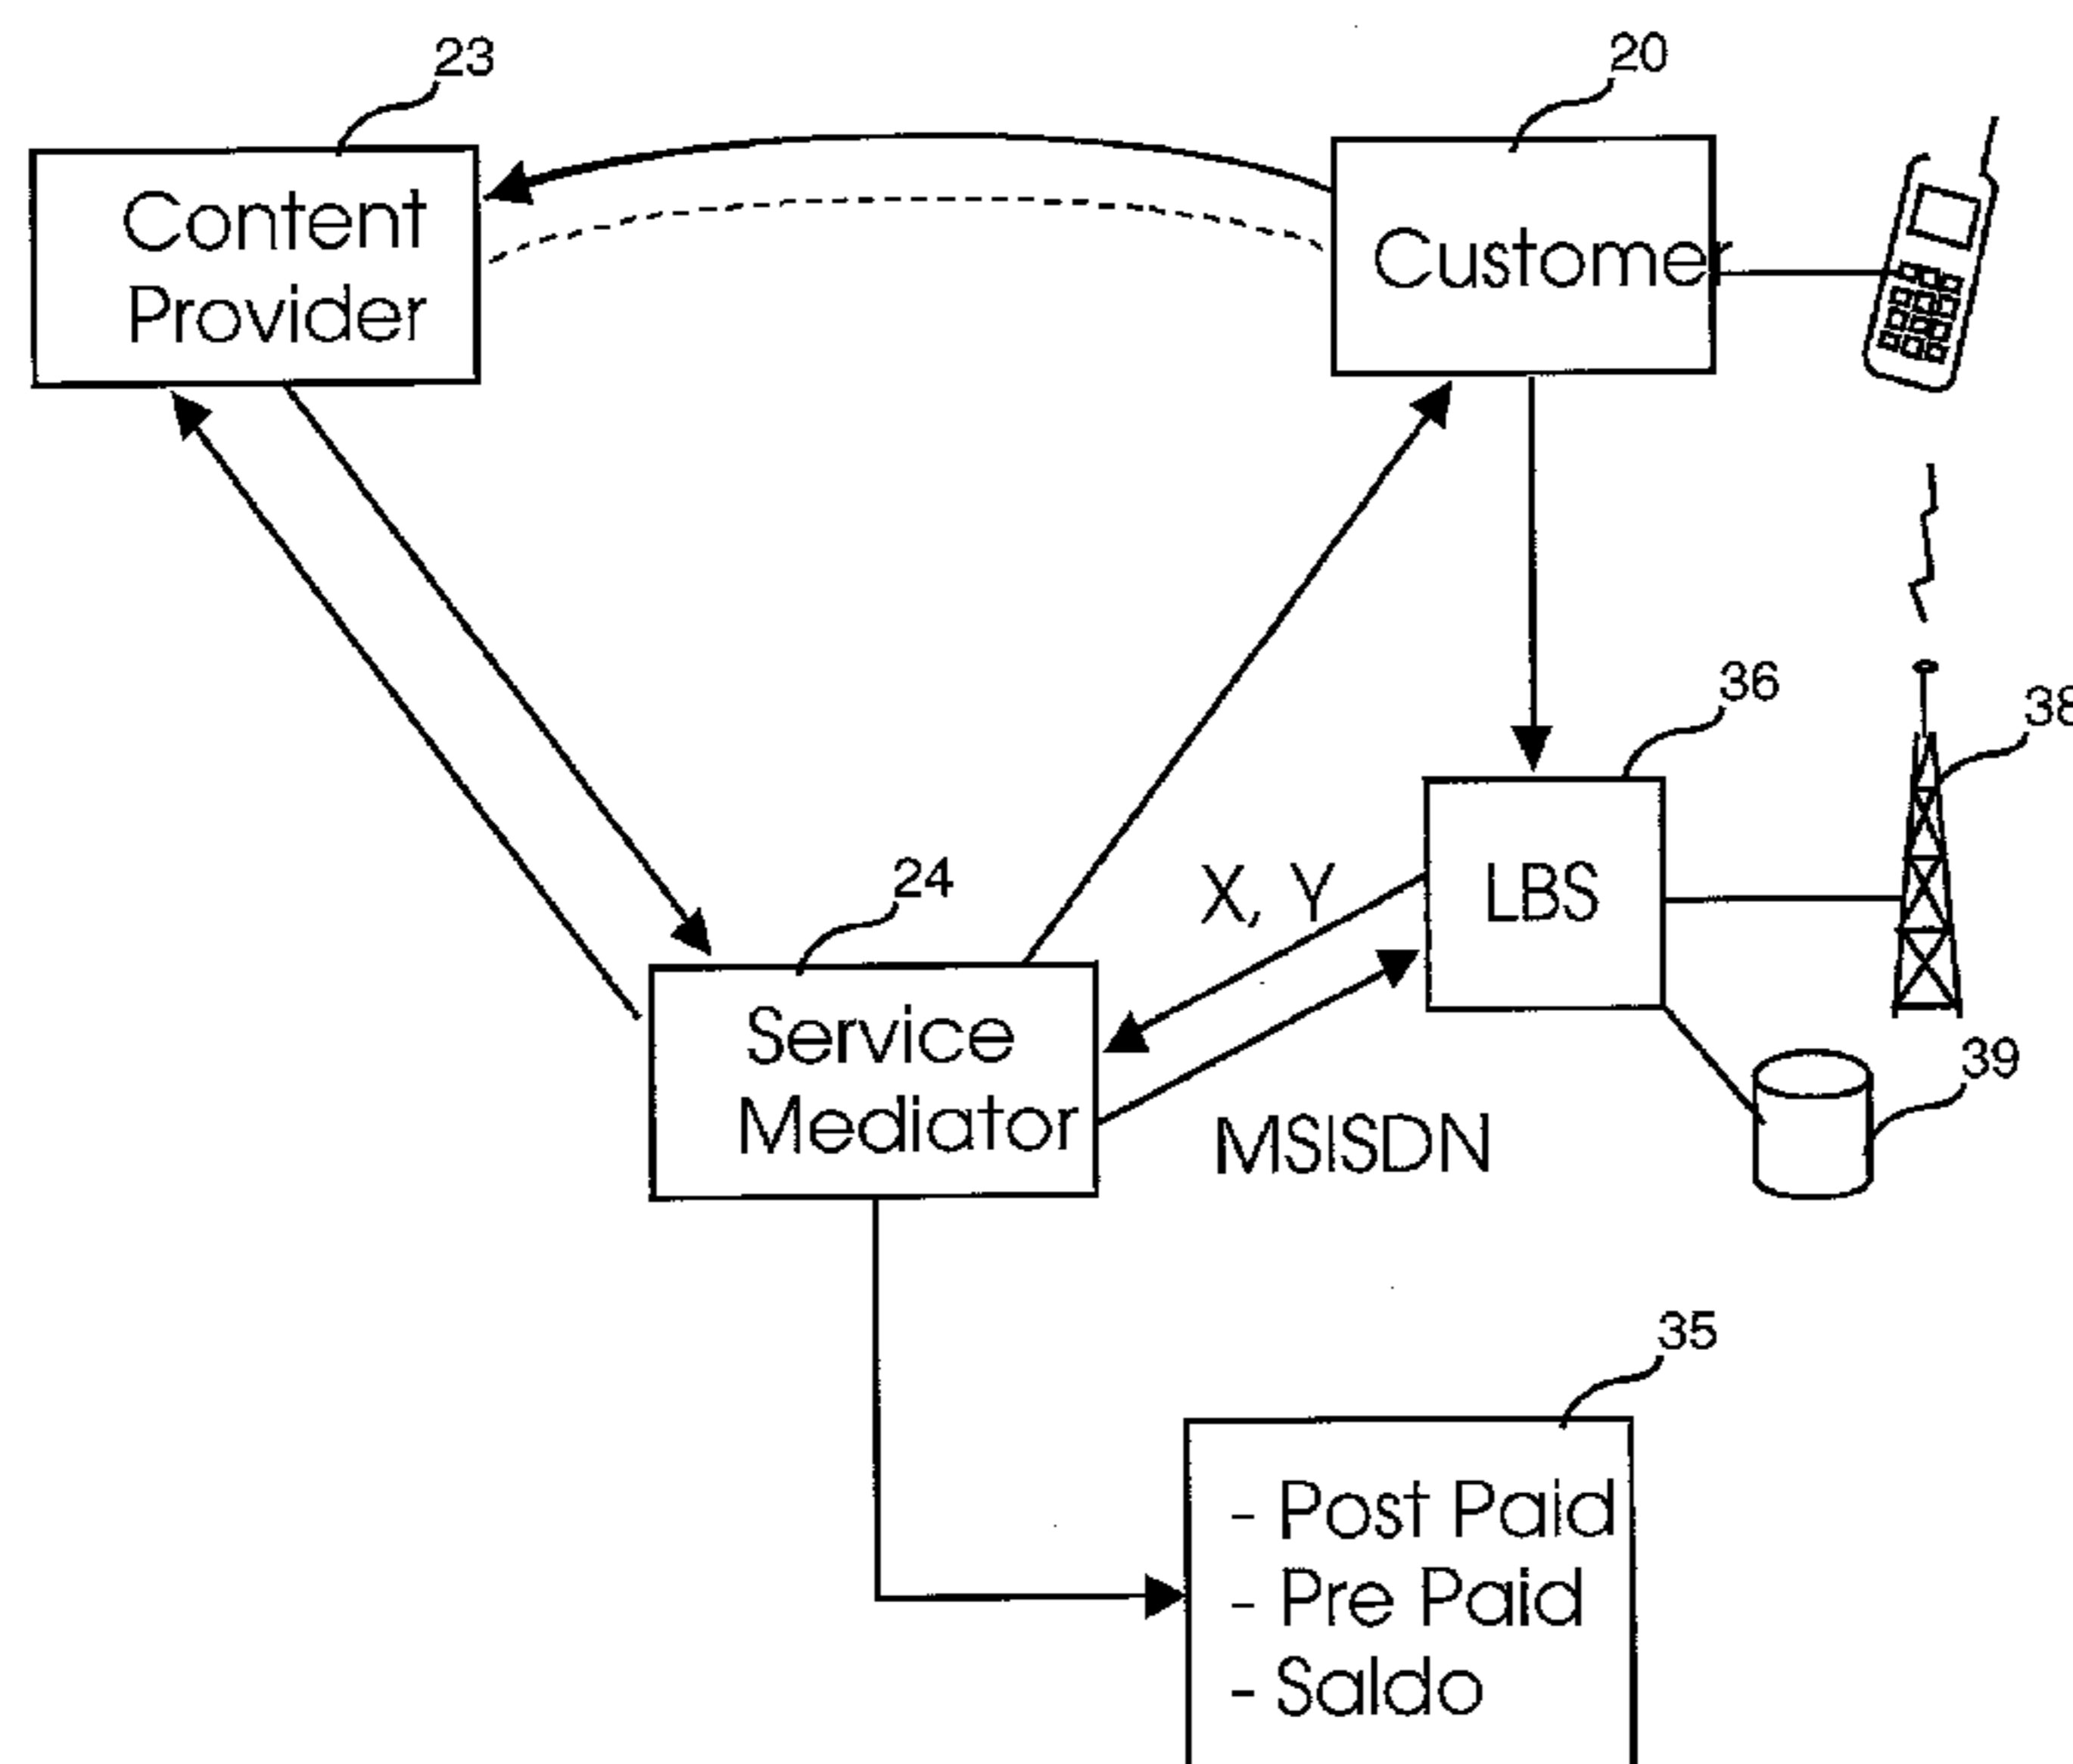 23
20
Content
Provider
Customer
36
38
24
X, Y
LBS
Service
Mediator
MSISDN
39
35
- Post Paid
- Pre Paid
- Saldo